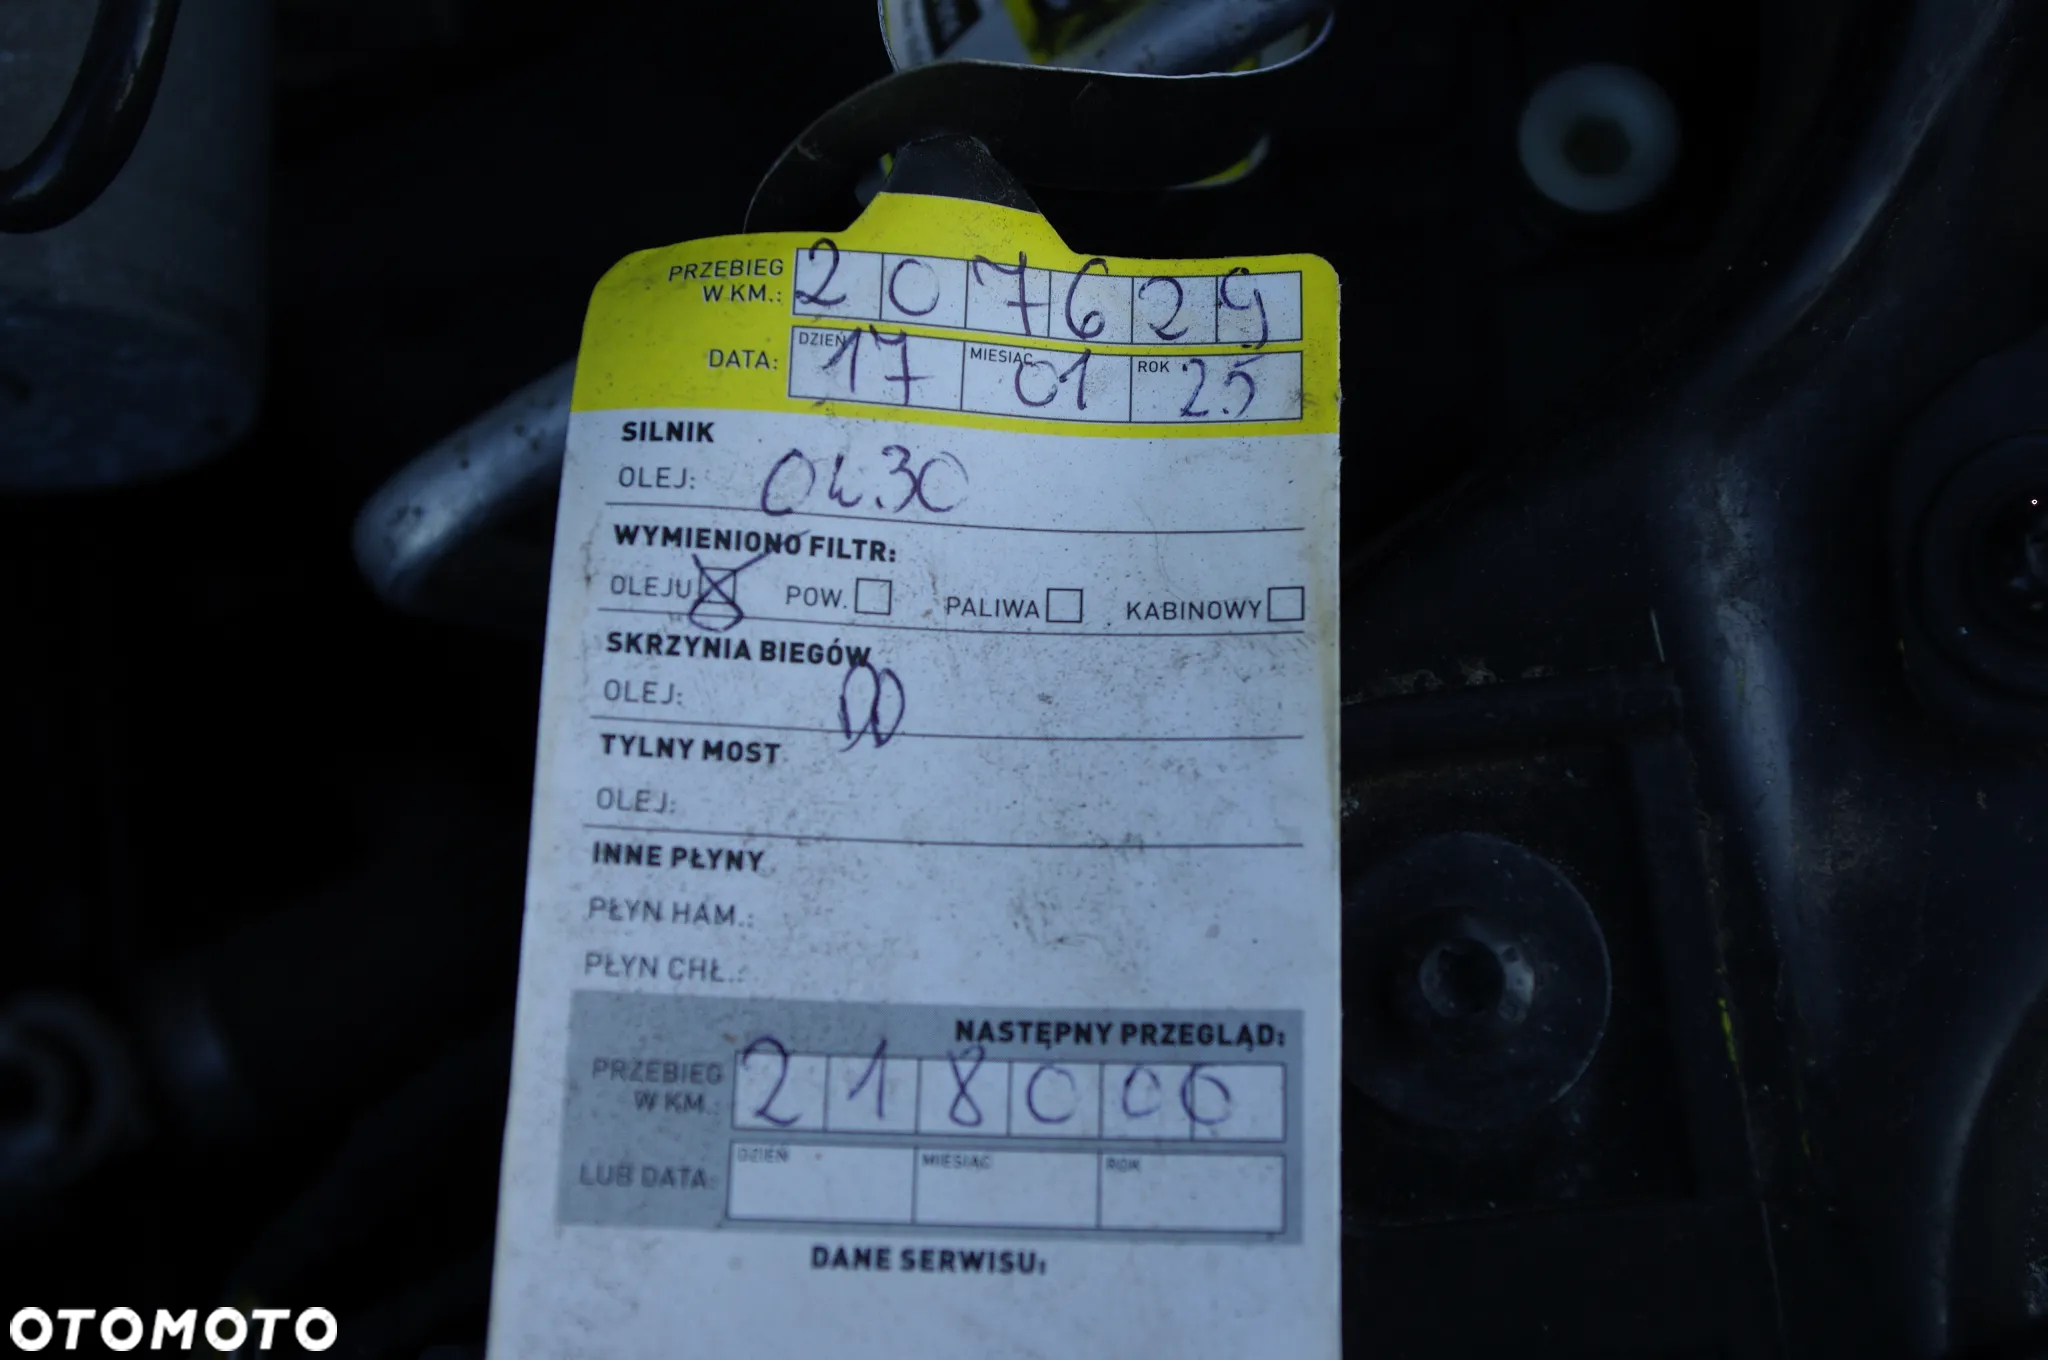 PRZEBIEG W KM.: 207629
DATA: DZIEŃ 17 MIESIĄC 01 ROK 25
SILNIK
OLEJ: 0W.30
WYMIENIONO FILTR:
OLEJU POW. PALIWA KABINOWY
SKRZYNIA BIEGÓW
OLEJ:
TYLNY MOST
OLEJ:
INNE PŁYNY
PŁYN HAM.:
PŁYN CHŁ.:
NASTĘPNY PRZEGLĄD:
PRZEBIEG W KM.: 218000
LUB DATA: DZIEŃ MIESIĄC ROK
DANE SERWISU:
OTOMOTO